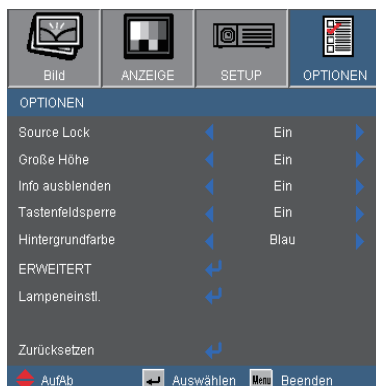 Bild ANZEIGE SETUP OPTIONEN
OPTIONEN
Source Lock Ein
Große Höhe Ein
Info ausblenden Ein
Tastenfeldsperre Ein
Hintergrundfarbe Blau
ERWEITERT
Lampeneinstl.
Zurücksetzen
AufAb Auswählen Menu Beenden